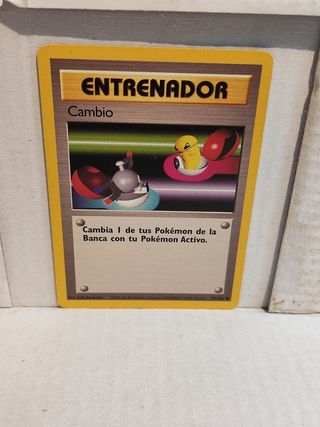 ENTRENADOR
Cambio
Cambia 1 de tus Pokémon de la
Banca con tu Pokémon Activo.